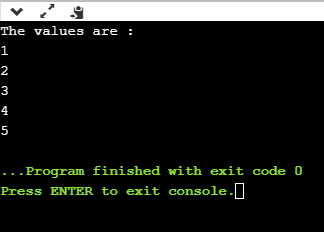 The values are :
1
2
3
4
5
...Program finished with exit code 0
Press ENTER to exit console.